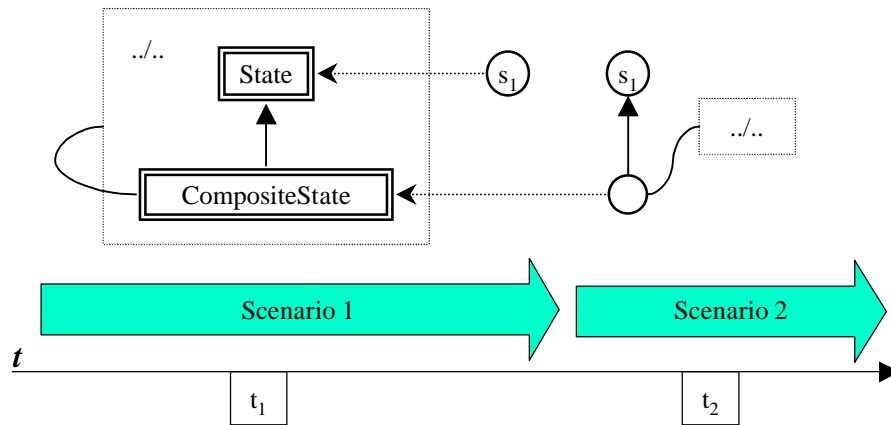 ../..
State
s1
s1
../..
CompositeState
Scenario 1
Scenario 2
t
t1
t2